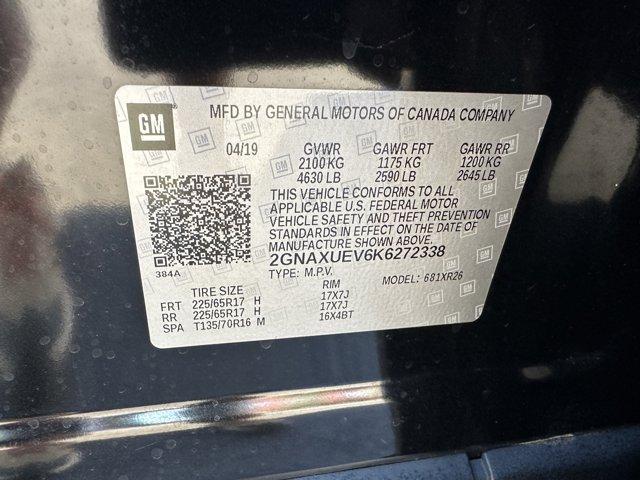 GM
MFD BY GENERAL MOTORS OF CANADA COMPANY
04/19 GVWR GAWR FRT GAWR RR
2100 KG 1175 KG 1200 KG
4630 LB 2590 LB 2645 LB
THIS VEHICLE CONFORMS TO ALL
APPLICABLE U.S. FEDERAL MOTOR
VEHICLE SAFETY AND THEFT PREVENTION
STANDARDS IN EFFECT ON THE DATE OF
MANUFACTURE SHOWN ABOVE.
2GNAXUEV6K6272338
TYPE: M.P.V. MODEL: 681XR26
384A
TIRE SIZE RIM
FRT 225/65R17 H 17X7J
RR 225/65R17 H 17X7J
SPA T135/70R16 M 16X4BT